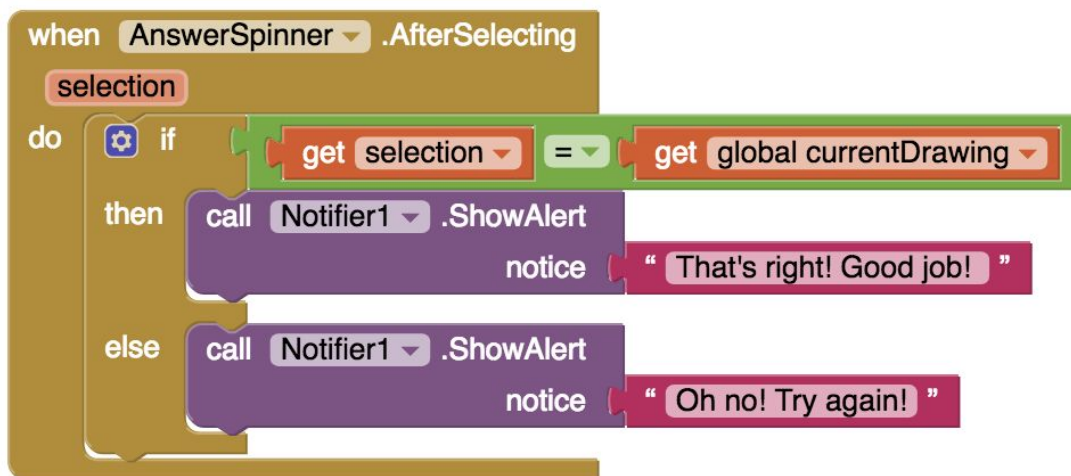 when AnswerSpinner .AfterSelecting
selection
do if get selection = get global currentDrawing
then call Notifier1 .ShowAlert
notice “ That's right! Good job! ”
else call Notifier1 .ShowAlert
notice “ Oh no! Try again! ”